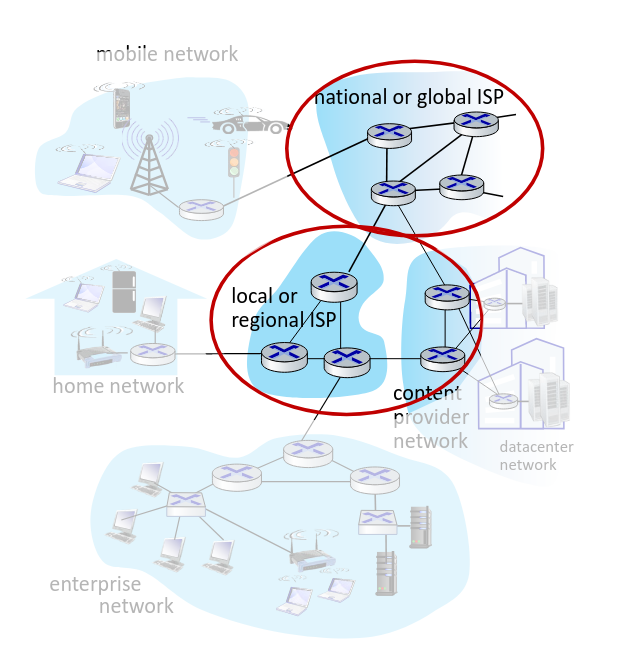 mobile network
national or global ISP
local or
regional ISP
home network
content
provider
network
datacenter
network
enterprise
network